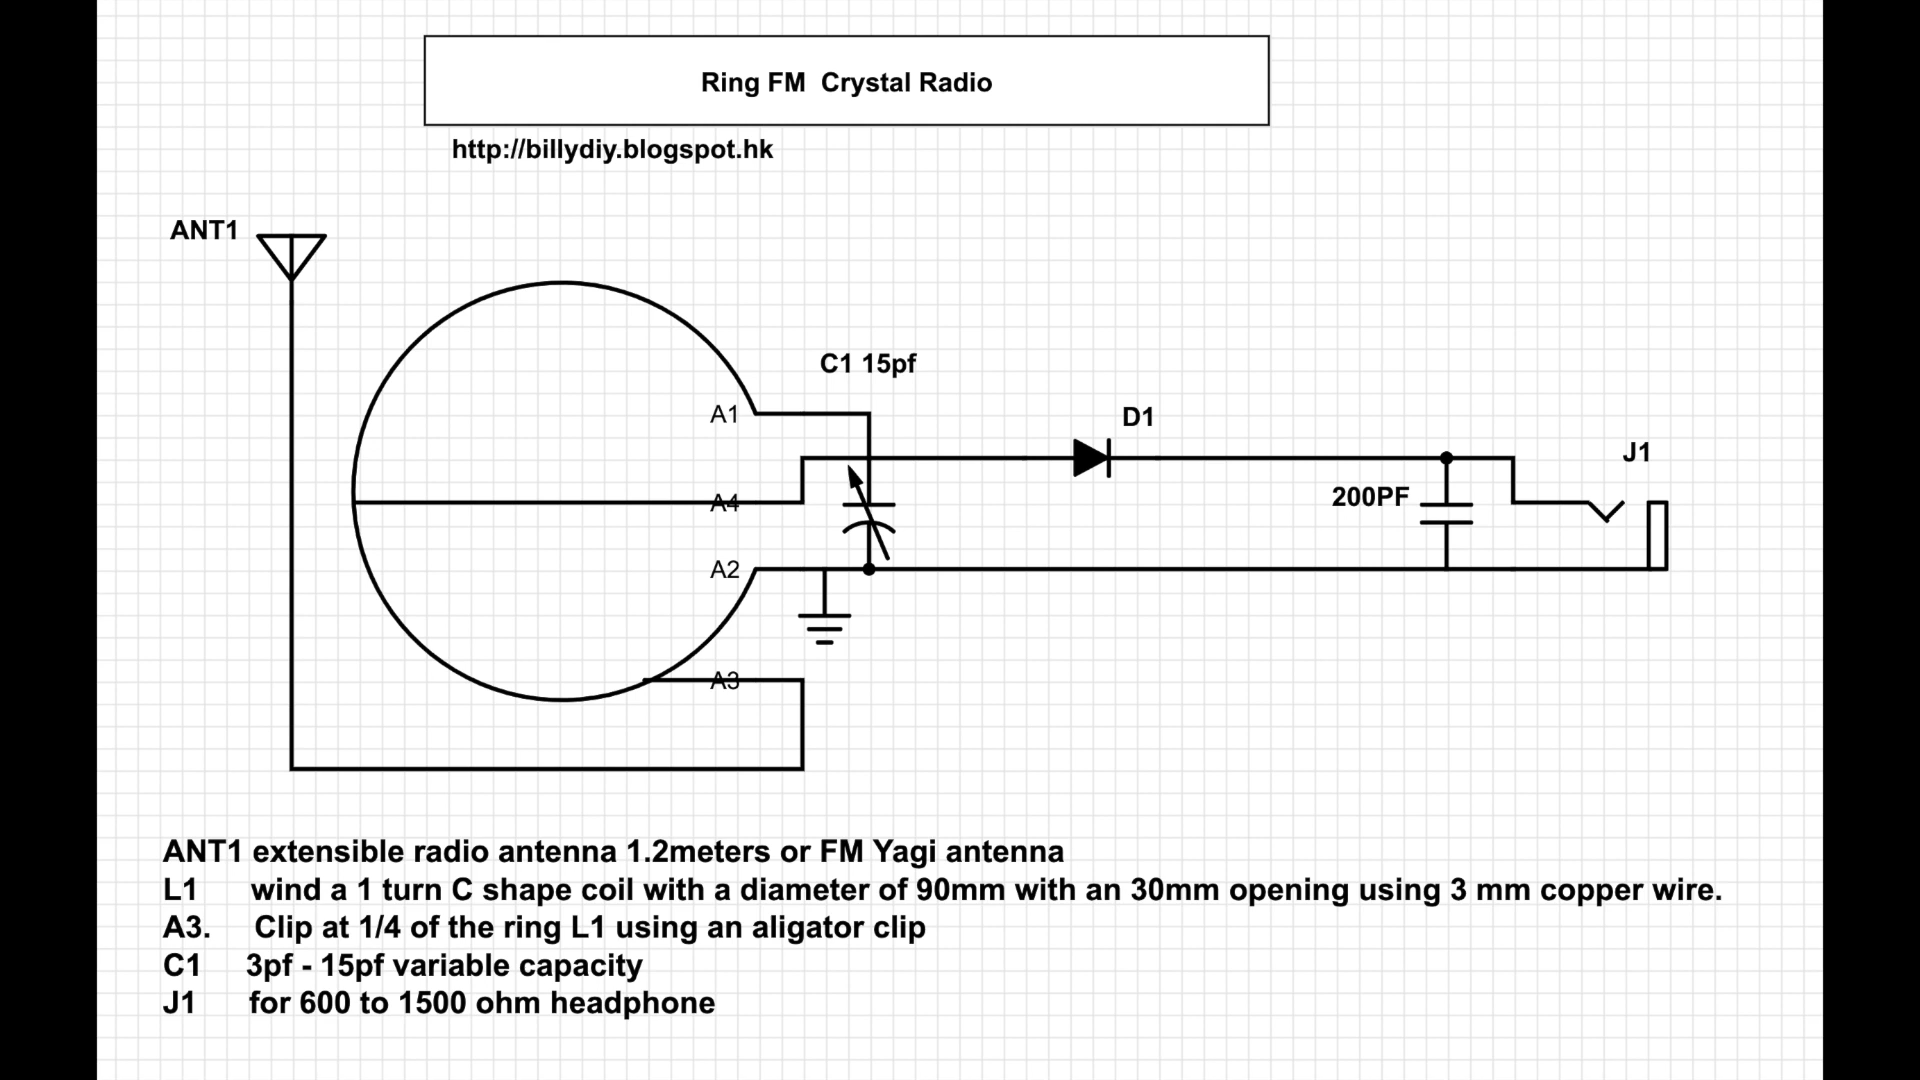 Ring FM  Crystal Radio
http://billydiy.blogspot.hk
ANT1
C1 15pf
A1
D1
J1
A4
200PF
A2
A3
ANT1 extensible radio antenna 1.2meters or FM Yagi antenna
L1 wind a 1 turn C shape coil with a diameter of 90mm with an 30mm opening using 3 mm copper wire.
A3. Clip at 1/4 of the ring L1 using an aligator clip
C1 3pf - 15pf variable capacity
J1 for 600 to 1500 ohm headphone